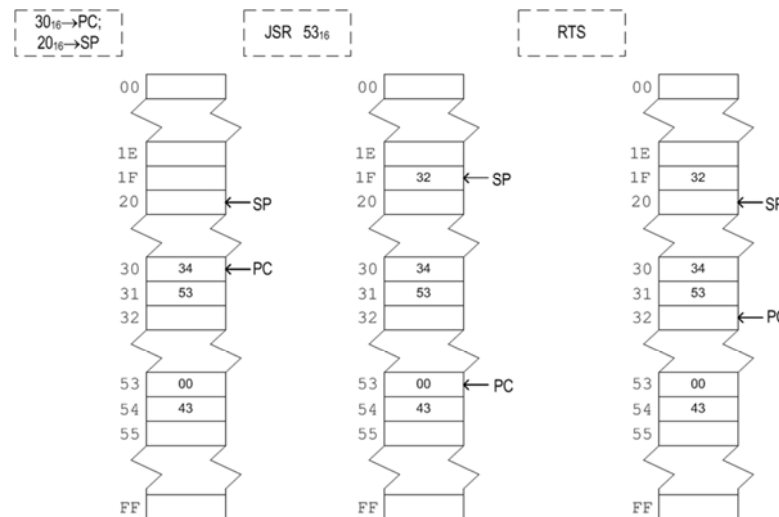 30₁₆→PC;
20₁₆→SP
JSR 53₁₆
RTS
00
1E
1F
20 ←SP
30 34 ←PC
31 53
32
53 00
54 43
55
FF
00
1E
1F 32 ←SP
20
30 34
31 53
32
53 00 ←PC
54 43
55
FF
00
1E
1F 32
20 ←SP
30 34
31 53
32 ←PC
53 00
54 43
55
FF